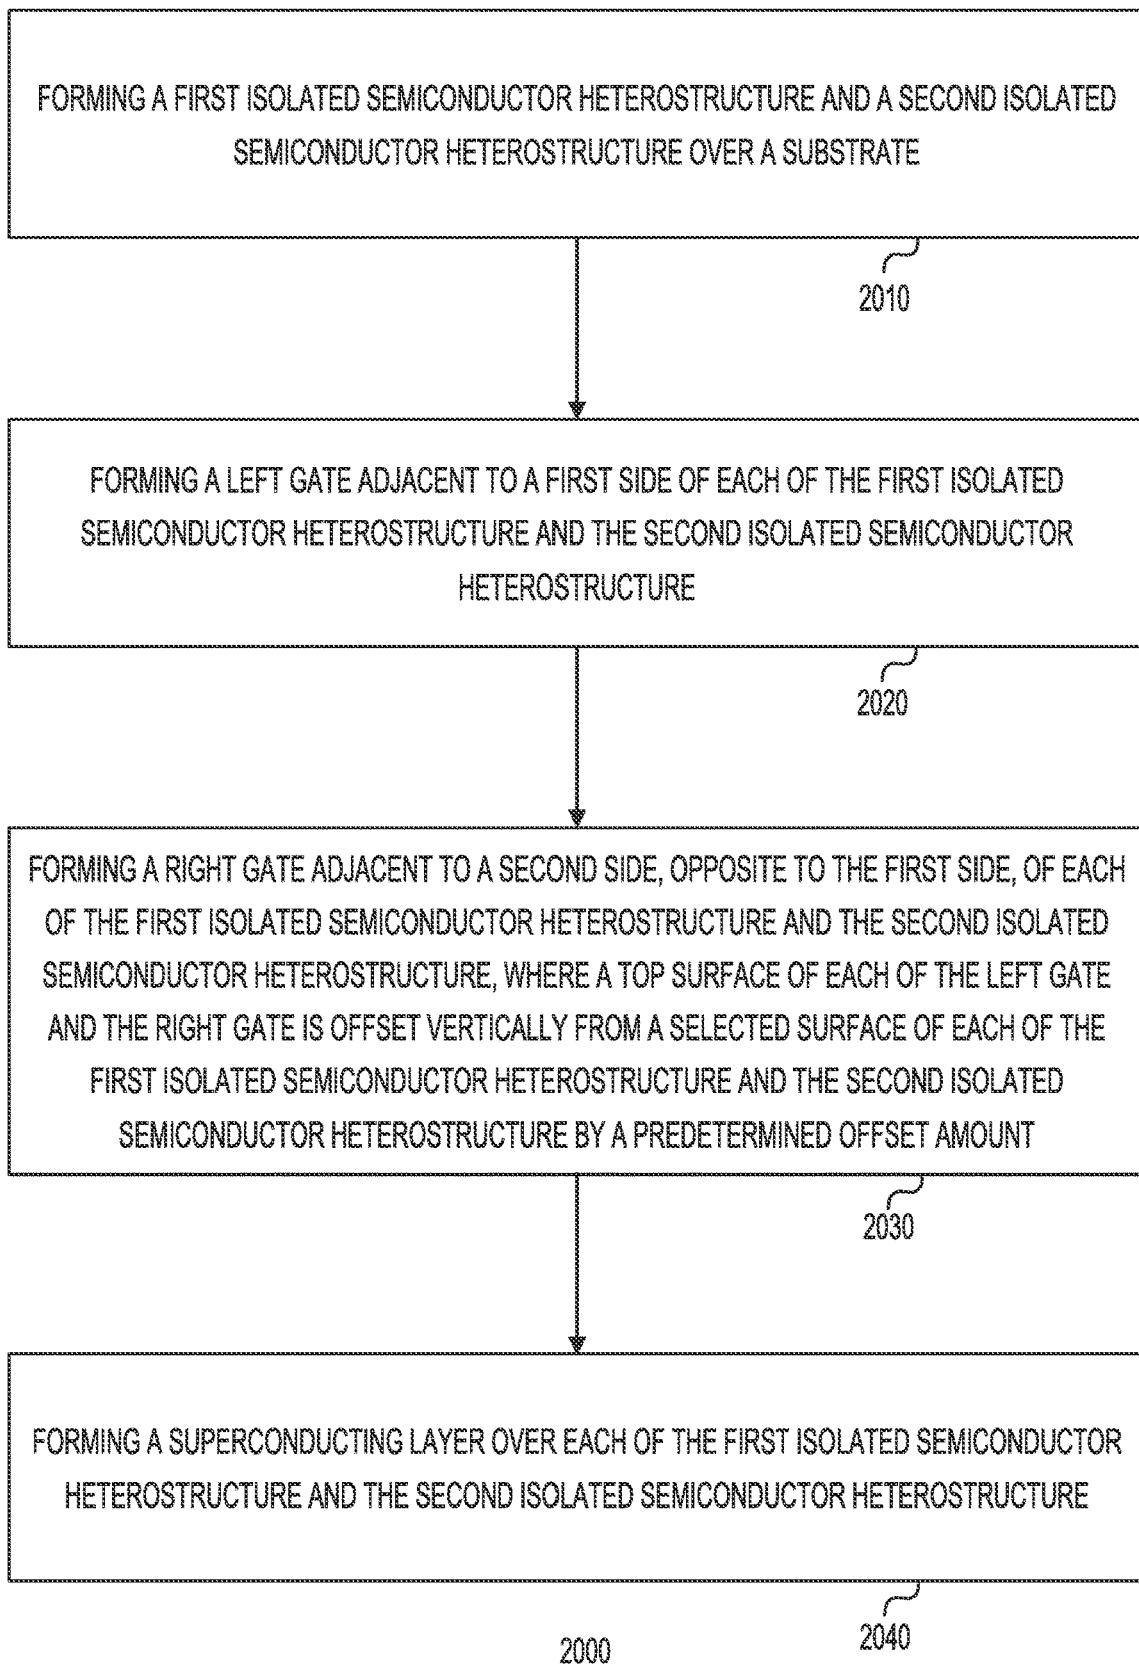 FORMING A FIRST ISOLATED SEMICONDUCTOR HETEROSTRUCTURE AND A SECOND ISOLATED
SEMICONDUCTOR HETEROSTRUCTURE OVER A SUBSTRATE
2010
FORMING A LEFT GATE ADJACENT TO A FIRST SIDE OF EACH OF THE FIRST ISOLATED
SEMICONDUCTOR HETEROSTRUCTURE AND THE SECOND ISOLATED SEMICONDUCTOR
HETEROSTRUCTURE
2020
FORMING A RIGHT GATE ADJACENT TO A SECOND SIDE, OPPOSITE TO THE FIRST SIDE, OF EACH
OF THE FIRST ISOLATED SEMICONDUCTOR HETEROSTRUCTURE AND THE SECOND ISOLATED
SEMICONDUCTOR HETEROSTRUCTURE, WHERE A TOP SURFACE OF EACH OF THE LEFT GATE
AND THE RIGHT GATE IS OFFSET VERTICALLY FROM A SELECTED SURFACE OF EACH OF THE
FIRST ISOLATED SEMICONDUCTOR HETEROSTRUCTURE AND THE SECOND ISOLATED
SEMICONDUCTOR HETEROSTRUCTURE BY A PREDETERMINED OFFSET AMOUNT
2030
FORMING A SUPERCONDUCTING LAYER OVER EACH OF THE FIRST ISOLATED SEMICONDUCTOR
HETEROSTRUCTURE AND THE SECOND ISOLATED SEMICONDUCTOR HETEROSTRUCTURE
2040
2000